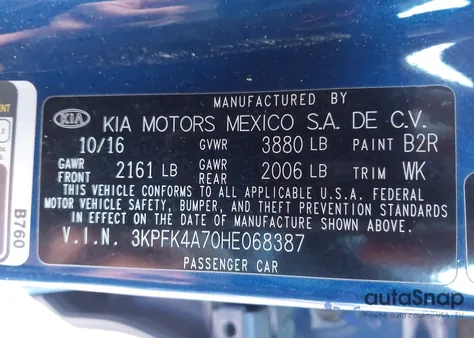 MANUFACTURED BY
KIA KIA MOTORS MEXICO S.A. DE C.V.
10/16 GVWR 3880 LB PAINT B2R
GAWR FRONT 2161 LB GAWR REAR 2006 LB TRIM WK
THIS VEHICLE CONFORMS TO ALL APPLICABLE U.S.A. FEDERAL
MOTOR VEHICLE SAFETY, BUMPER, AND THEFT PREVENTION STANDARDS
IN EFFECT ON THE DATE OF MANUFACTURE SHOWN ABOVE.
V.I.N. 3KPFK4A70HE068387
PASSENGER CAR
B760
autoSnap